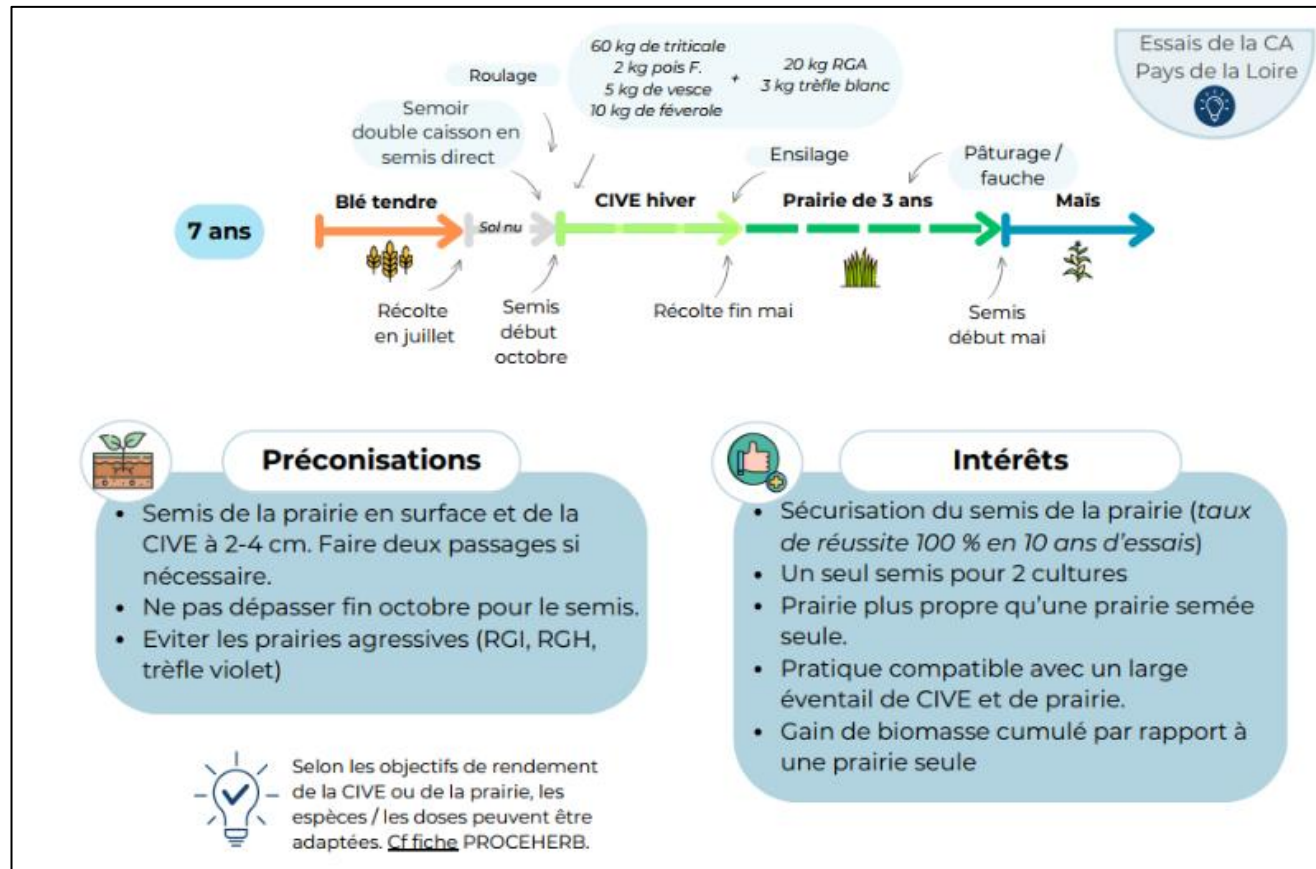 Essais de la CA
Pays de la Loire
60 kg de triticale
2 kg pois F.
5 kg de vesce
10 kg de féverole
+
20 kg RGA
3 kg trèfle blanc
Roulage
Semoir
double caisson en
semis direct
Ensilage
Pâturage /
fauche
7 ans
Blé tendre
Sol nu
CIVE hiver
Prairie de 3 ans
Maïs
Récolte
en juillet
Semis
début
octobre
Récolte fin mai
Semis
début mai
Préconisations
• Semis de la prairie en surface et de la
CIVE à 2-4 cm. Faire deux passages si
nécessaire.
• Ne pas dépasser fin octobre pour le semis.
• Eviter les prairies agressives (RGI, RGH,
trèfle violet)
Selon les objectifs de rendement
de la CIVE ou de la prairie, les
espèces / les doses peuvent être
adaptées. Cf fiche PROCEHERB.
Intérêts
• Sécurisation du semis de la prairie (taux
de réussite 100 % en 10 ans d'essais)
• Un seul semis pour 2 cultures
• Prairie plus propre qu'une prairie semée
seule.
• Pratique compatible avec un large
éventail de CIVE et de prairie.
• Gain de biomasse cumulé par rapport à
une prairie seule